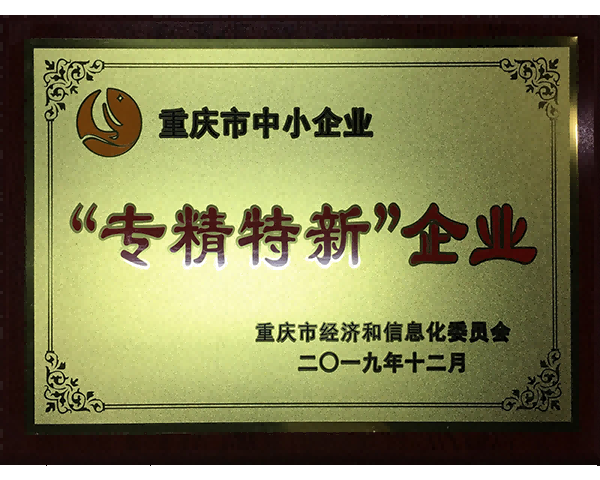 重庆市中小企业
“专精特新”企业
重庆市经济和信息化委员会
二〇一九年十二月